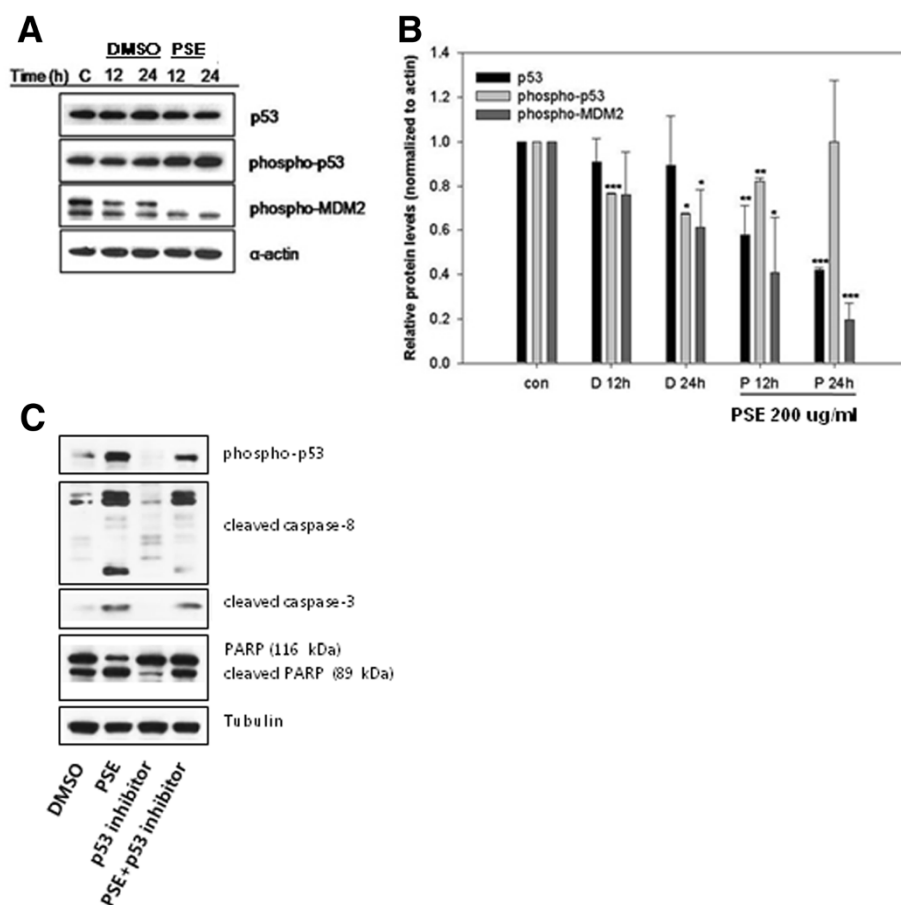 A
DMSO PSE
Time (h) C 12 24 12 24
p53
phospho-p53
phospho-MDM2
α-actin
B
Relative protein levels (normalized to actin)
1.4
1.2
1.0
0.8
0.6
0.4
0.2
0.0
p53
phospho-p53
phospho-MDM2
***
*
*
**
**
*
***
***
con D 12h D 24h P 12h P 24h
PSE 200 ug/ml
C
phospho-p53
cleaved caspase-8
cleaved caspase-3
PARP (116 kDa)
cleaved PARP (89 kDa)
Tubulin
DMSO
PSE
p53 inhibitor
PSE+p53 inhibitor